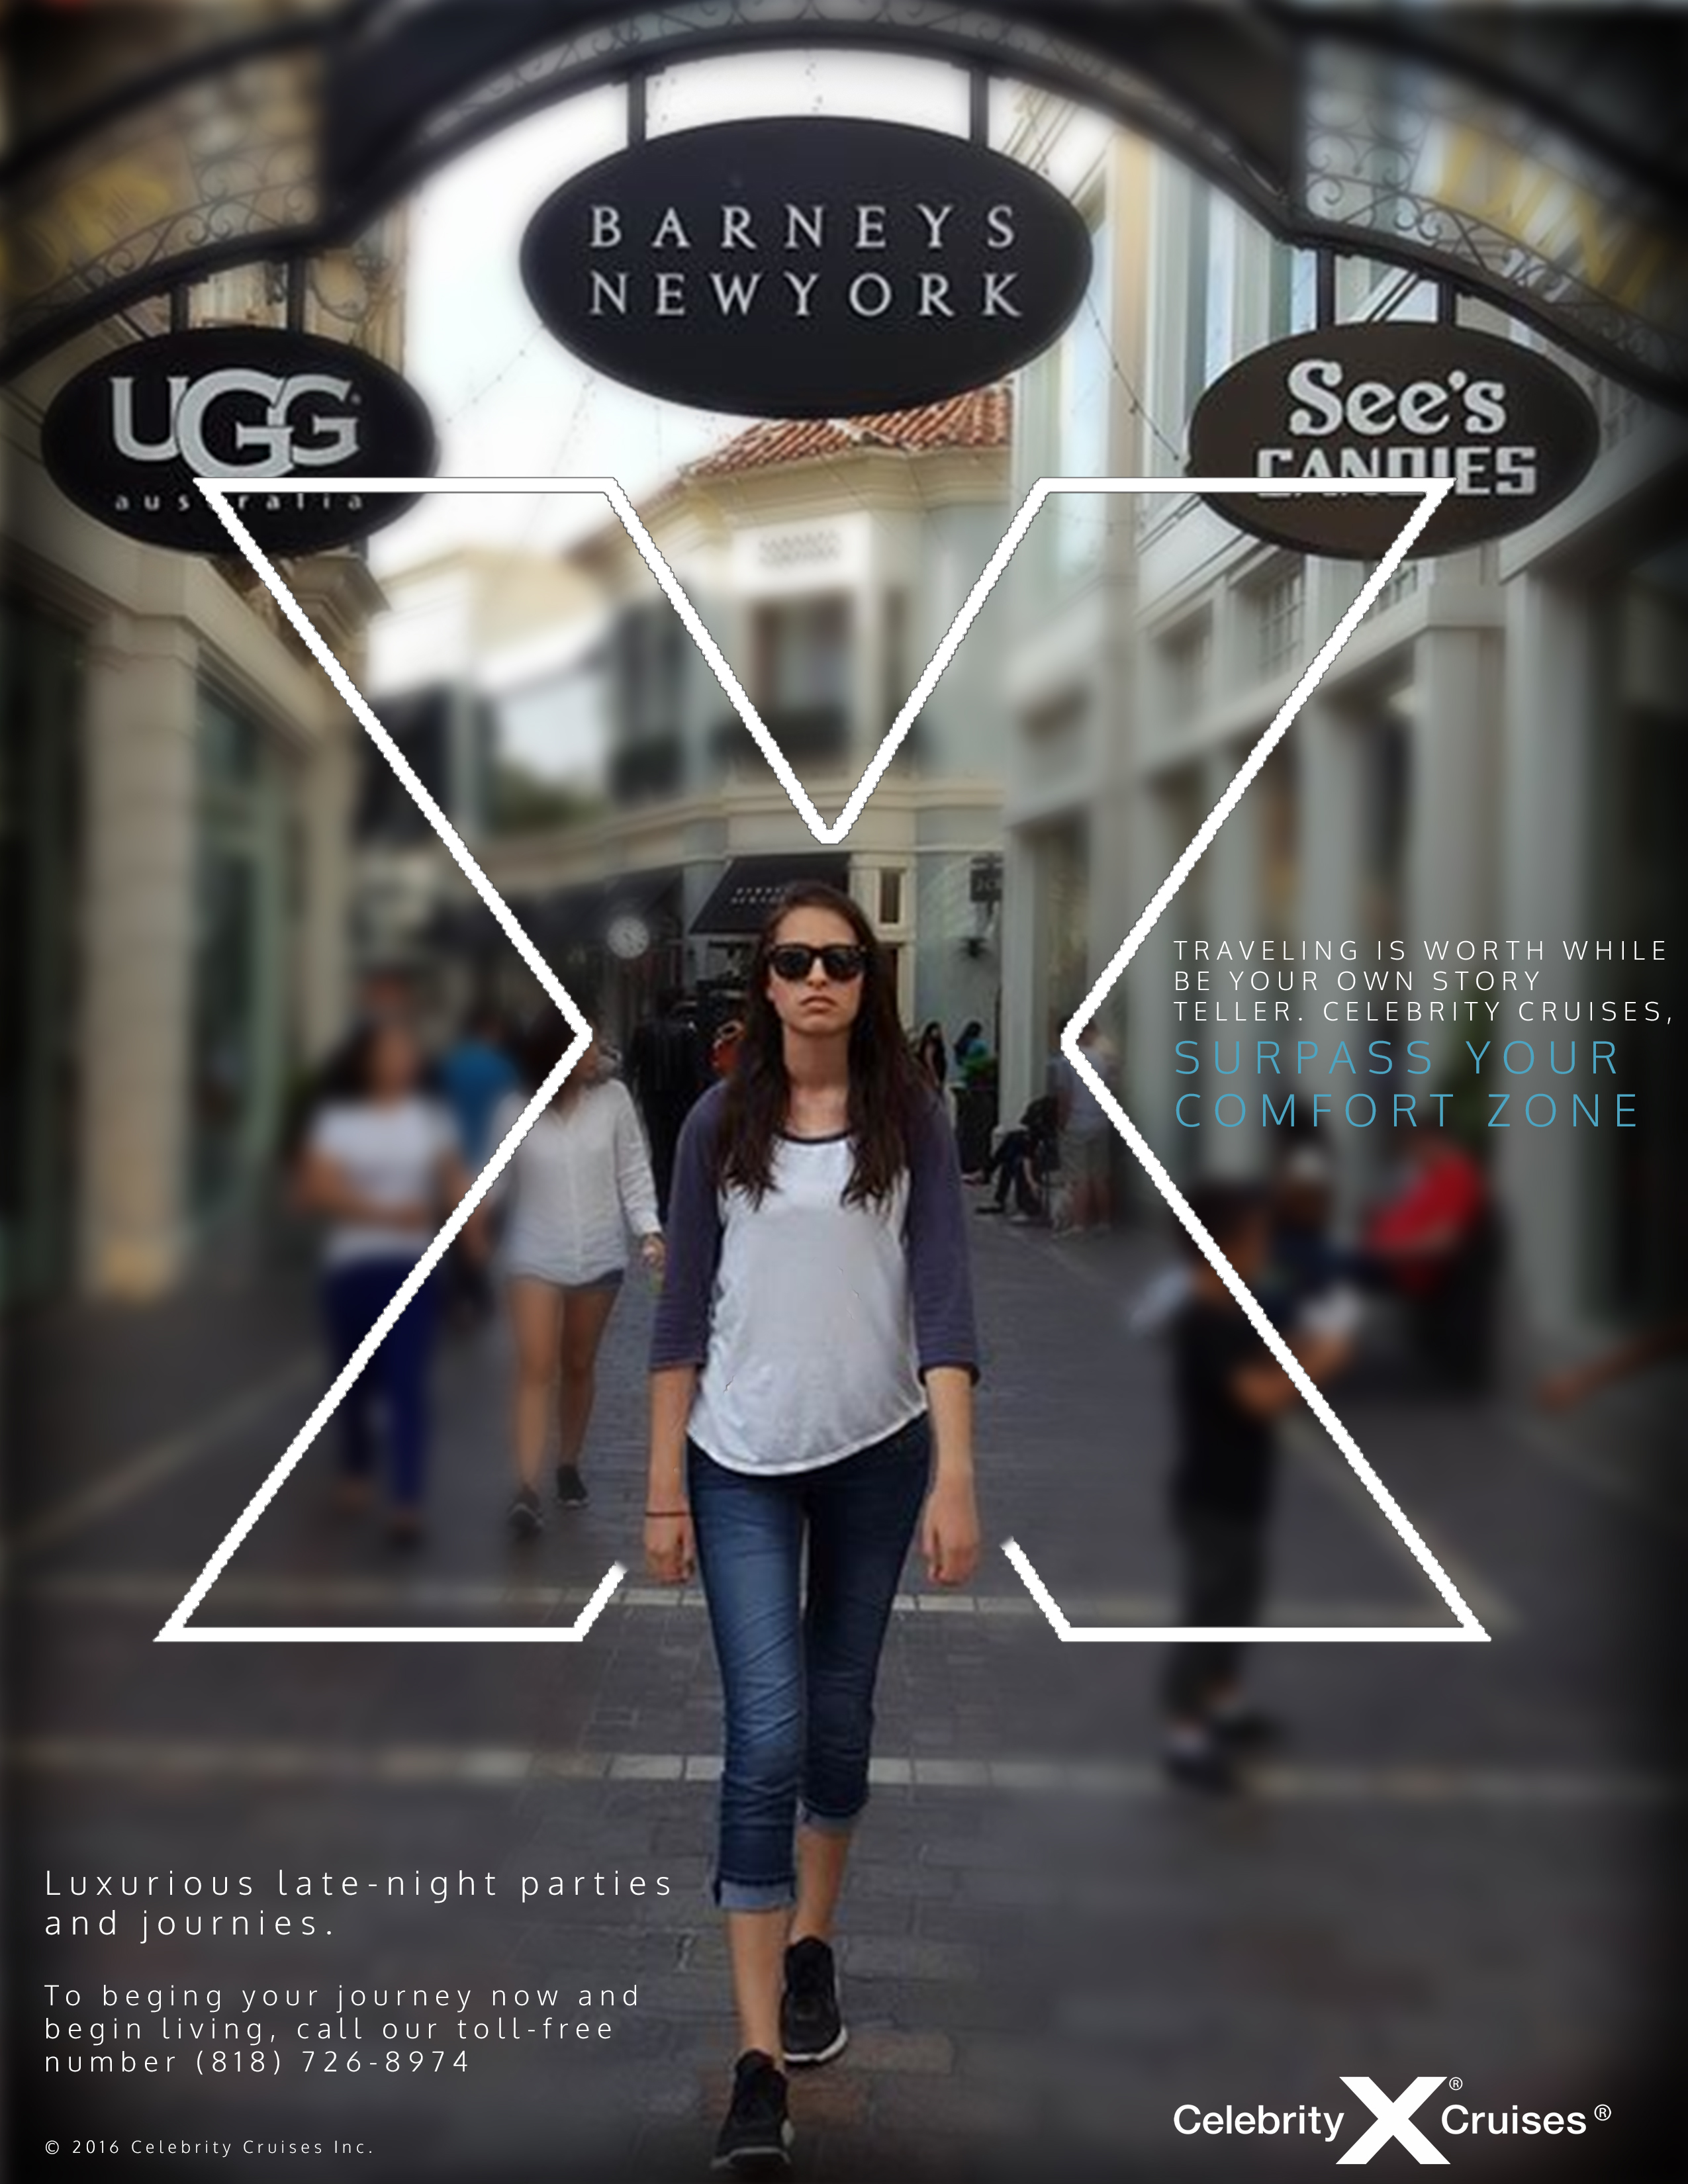 BARNEYS
NEWYORK
UGG
australia
See's
CANDIES
TRAVELING IS WORTH WHILE
BE YOUR OWN STORY
TELLER. CELEBRITY CRUISES,
SURPASS YOUR
COMFORT ZONE
Luxurious late-night parties
and journies.
To beging your journey now and
begin living, call our toll-free
number (818) 726-8974
© 2016 Celebrity Cruises Inc.
Celebrity X® Cruises®